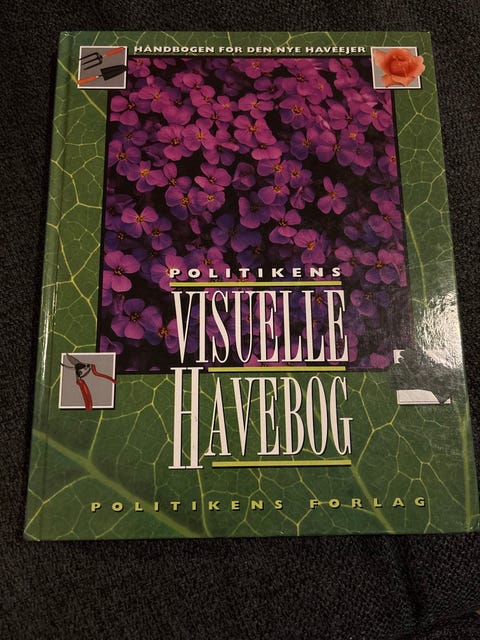 HÅNDBOGEN FOR DEN NYE HAVEEJER
POLITIKENS
VISUELLE
HAVEBOG
POLITIKENS FORLAG